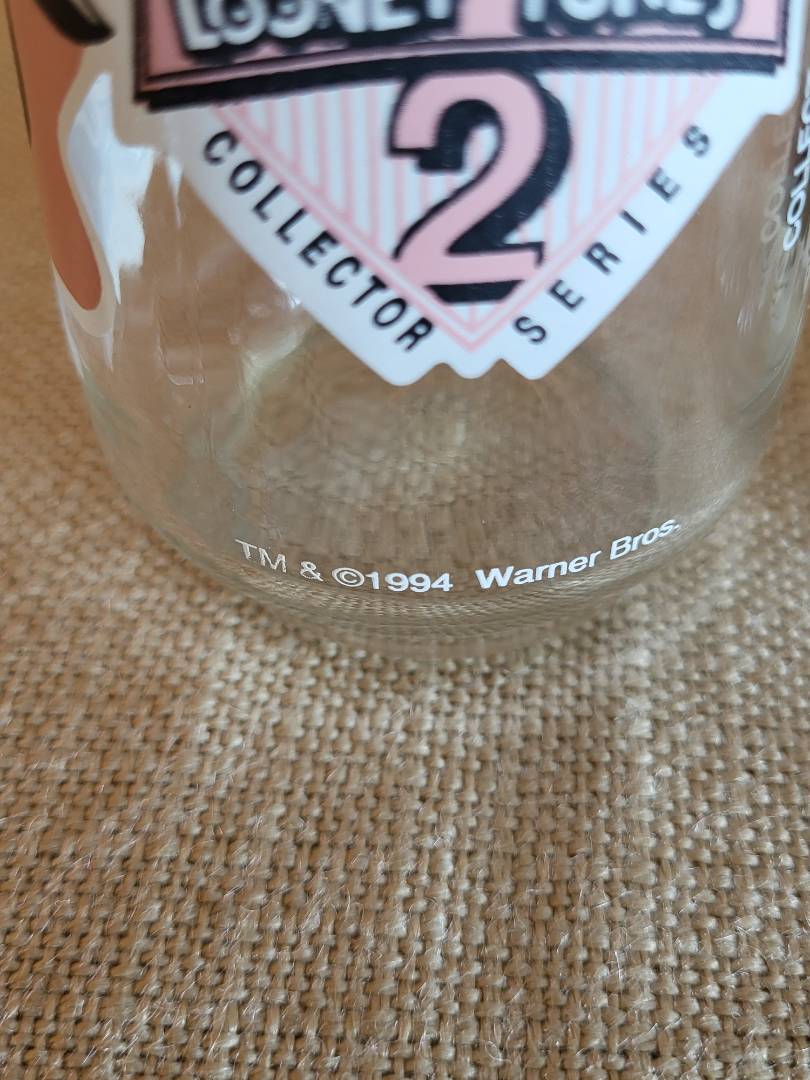 LOONEY TUNES
2
COLLECTOR SERIES
TM & ©1994 Warner Bros.